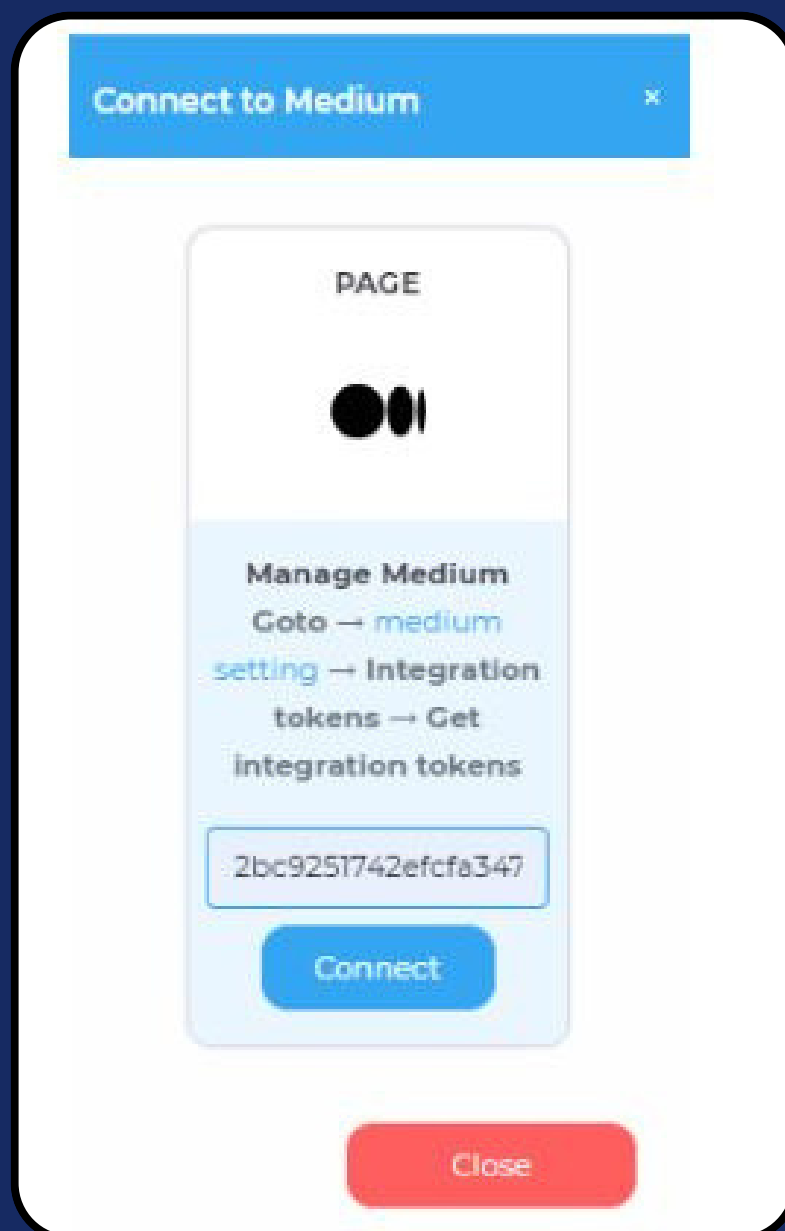 Connect to Medium ×
PAGE
Manage Medium
Goto → medium
setting → Integration
tokens → Get
integration tokens
2bc9251742efcfa347
Connect
Close